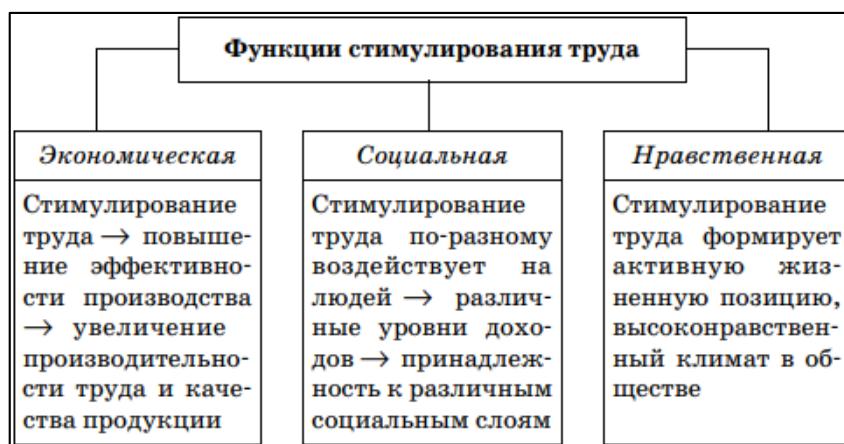 Функции стимулирования труда
Экономическая
Стимулирование
труда → повыше-
ние эффективно-
сти производства
→ увеличение
производительно-
сти труда и каче-
ства продукции
Социальная
Стимулирование
труда по-разному
воздействует на
людей → различ-
ные уровни дохо-
дов → принадлеж-
ность к различным
социальным слоям
Нравственная
Стимулирование
труда формирует
активную жиз-
ненную позицию,
высоконравствен-
ный климат в об-
ществе